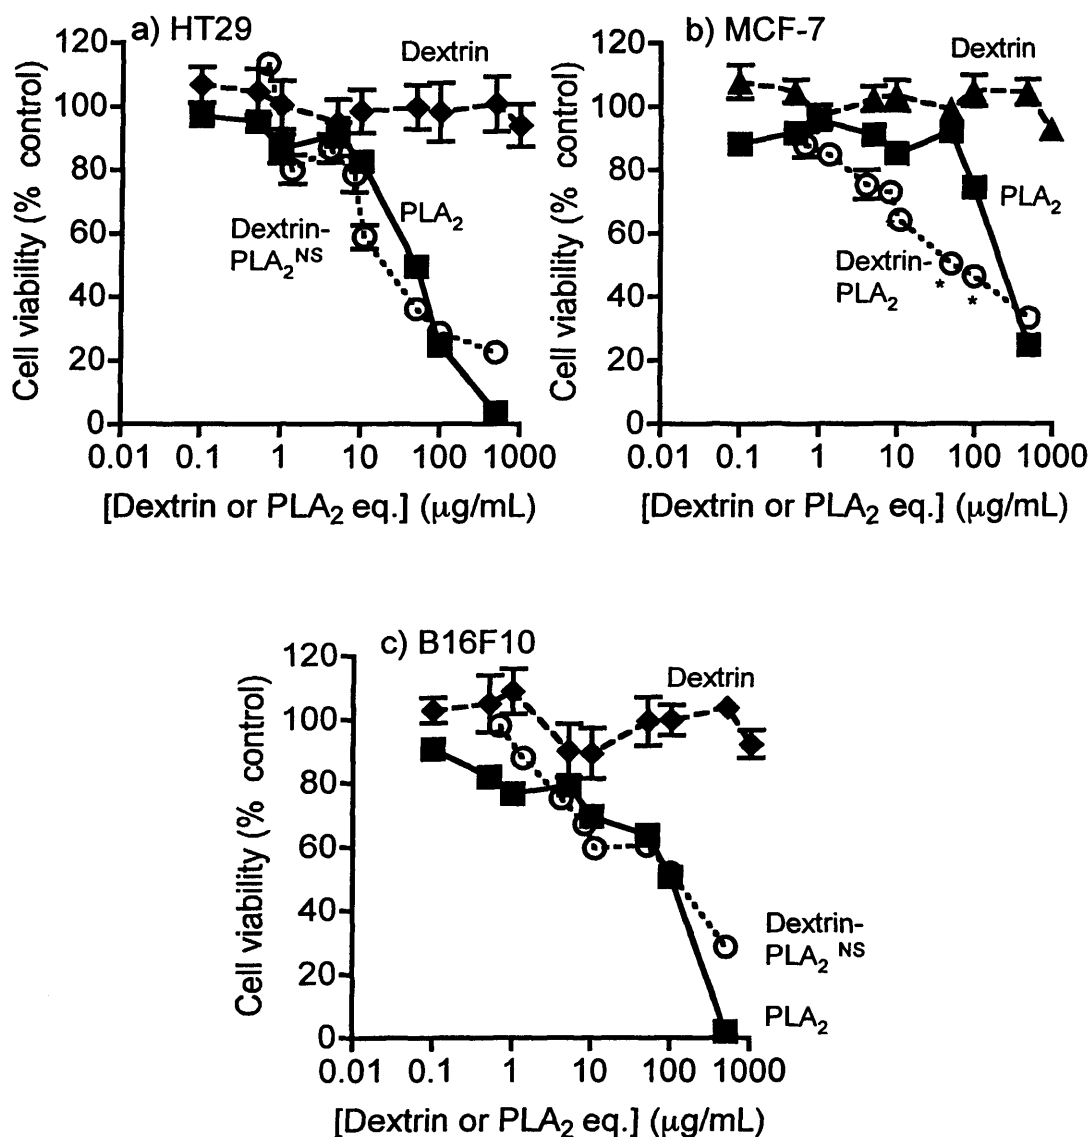 a) HT29
Dextrin
120
100
80
60
40
20
0
Cell viability (% control)
PLA₂
Dextrin-
PLA₂ᴺˢ
0.01 0.1 1 10 100 1000
[Dextrin or PLA₂ eq.] (μg/mL)
b) MCF-7
Dextrin
120
100
80
60
40
20
0
Cell viability (% control)
PLA₂
Dextrin-
PLA₂
* *
0.01 0.1 1 10 100 1000
[Dextrin or PLA₂ eq.] (μg/mL)
c) B16F10
Dextrin
120
100
80
60
40
20
0
Cell viability (% control)
Dextrin-
PLA₂ ᴺˢ
PLA₂
0.01 0.1 1 10 100 1000
[Dextrin or PLA₂ eq.] (μg/mL)